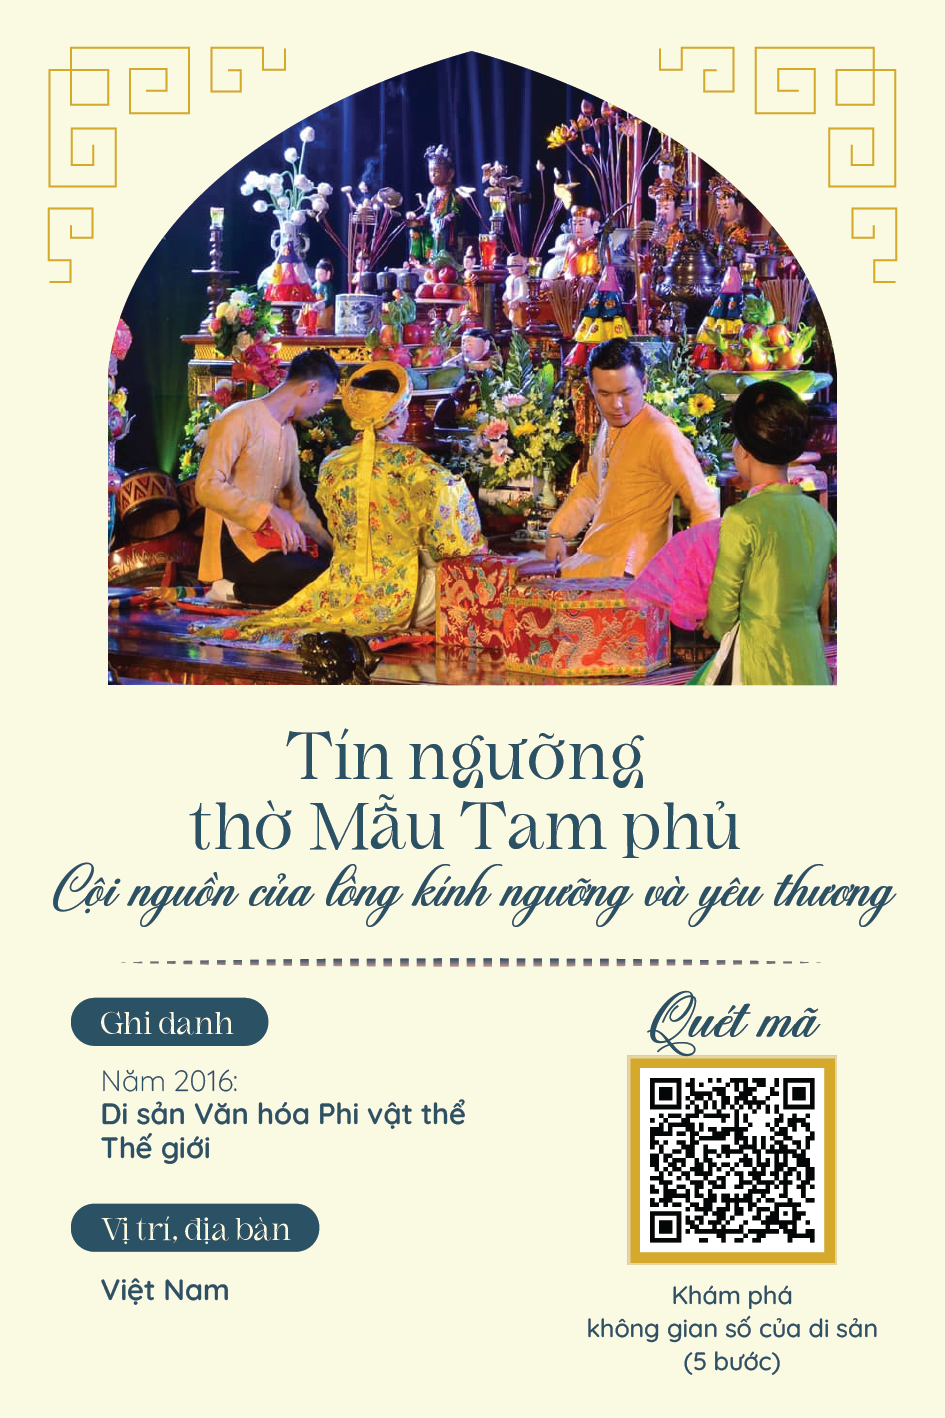 Tín ngưỡng
thờ Mẫu Tam phủ
Cội nguồn của lòng kính ngưỡng và yêu thương
Ghi danh
Năm 2016:
Di sản Văn hóa Phi vật thể
Thế giới
Vị trí, địa bàn
Việt Nam
Quét mã
Khám phá
không gian số của di sản
(5 bước)